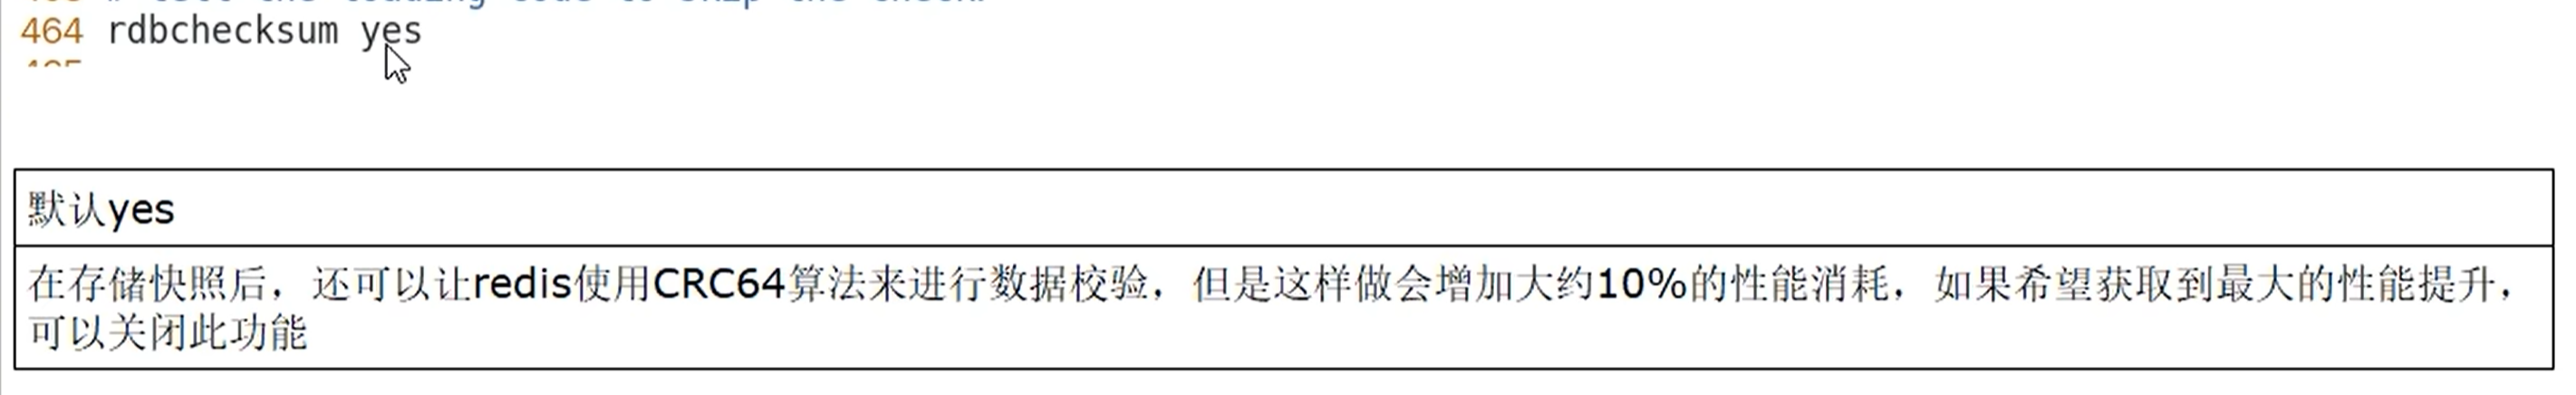 464 rdbchecksum yes
默认yes
在存储快照后，还可以让redis使用CRC64算法来进行数据校验，但是这样做会增加大约10%的性能消耗，如果希望获取到最大的性能提升，
可以关闭此功能